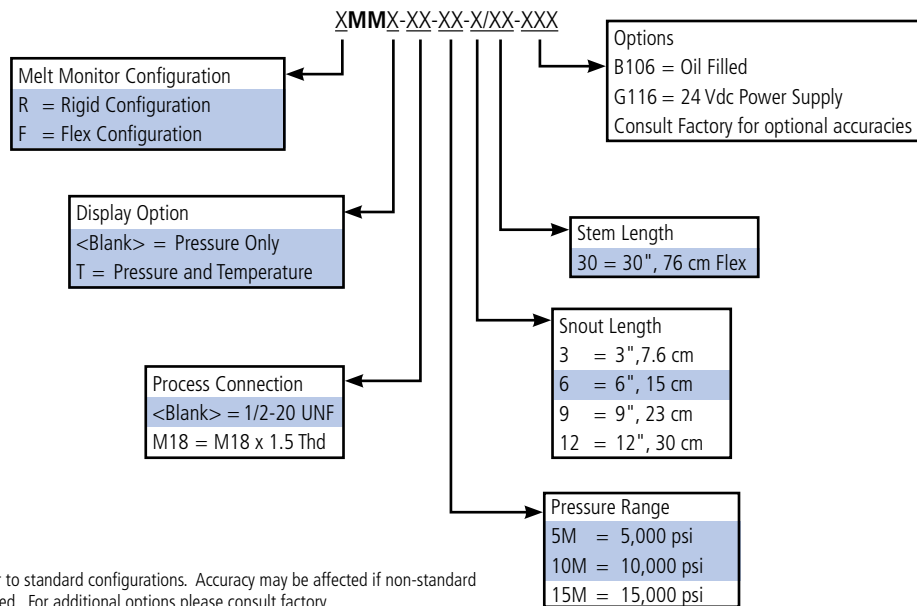 XMMX-XX-XX-X/XX-XXX
Melt Monitor Configuration
R = Rigid Configuration
F = Flex Configuration
Options
B106 = Oil Filled
G116 = 24 Vdc Power Supply
Consult Factory for optional accuracies
Display Option
<Blank> = Pressure Only
T = Pressure and Temperature
Stem Length
30 = 30", 76 cm Flex
Snout Length
3 = 3",7.6 cm
6 = 6", 15 cm
9 = 9", 23 cm
12 = 12", 30 cm
Process Connection
<Blank> = 1/2-20 UNF
M18 = M18 x 1.5 Thd
Pressure Range
5M = 5,000 psi
10M = 10,000 psi
15M = 15,000 psi
to standard configurations. Accuracy may be affected if non-standard
For additional options please consult factory